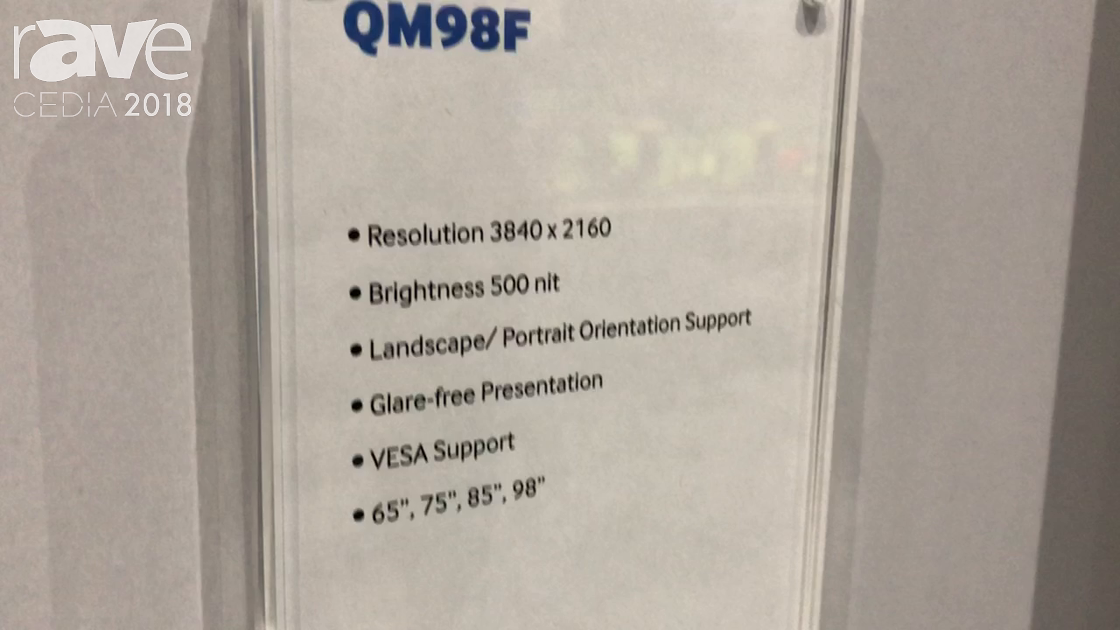 rAVe
CEDIA 2018
QM98F
• Resolution 3840 x 2160
• Brightness 500 nit
• Landscape/ Portrait Orientation Support
• Glare-free Presentation
• VESA Support
• 65", 75", 85", 98"